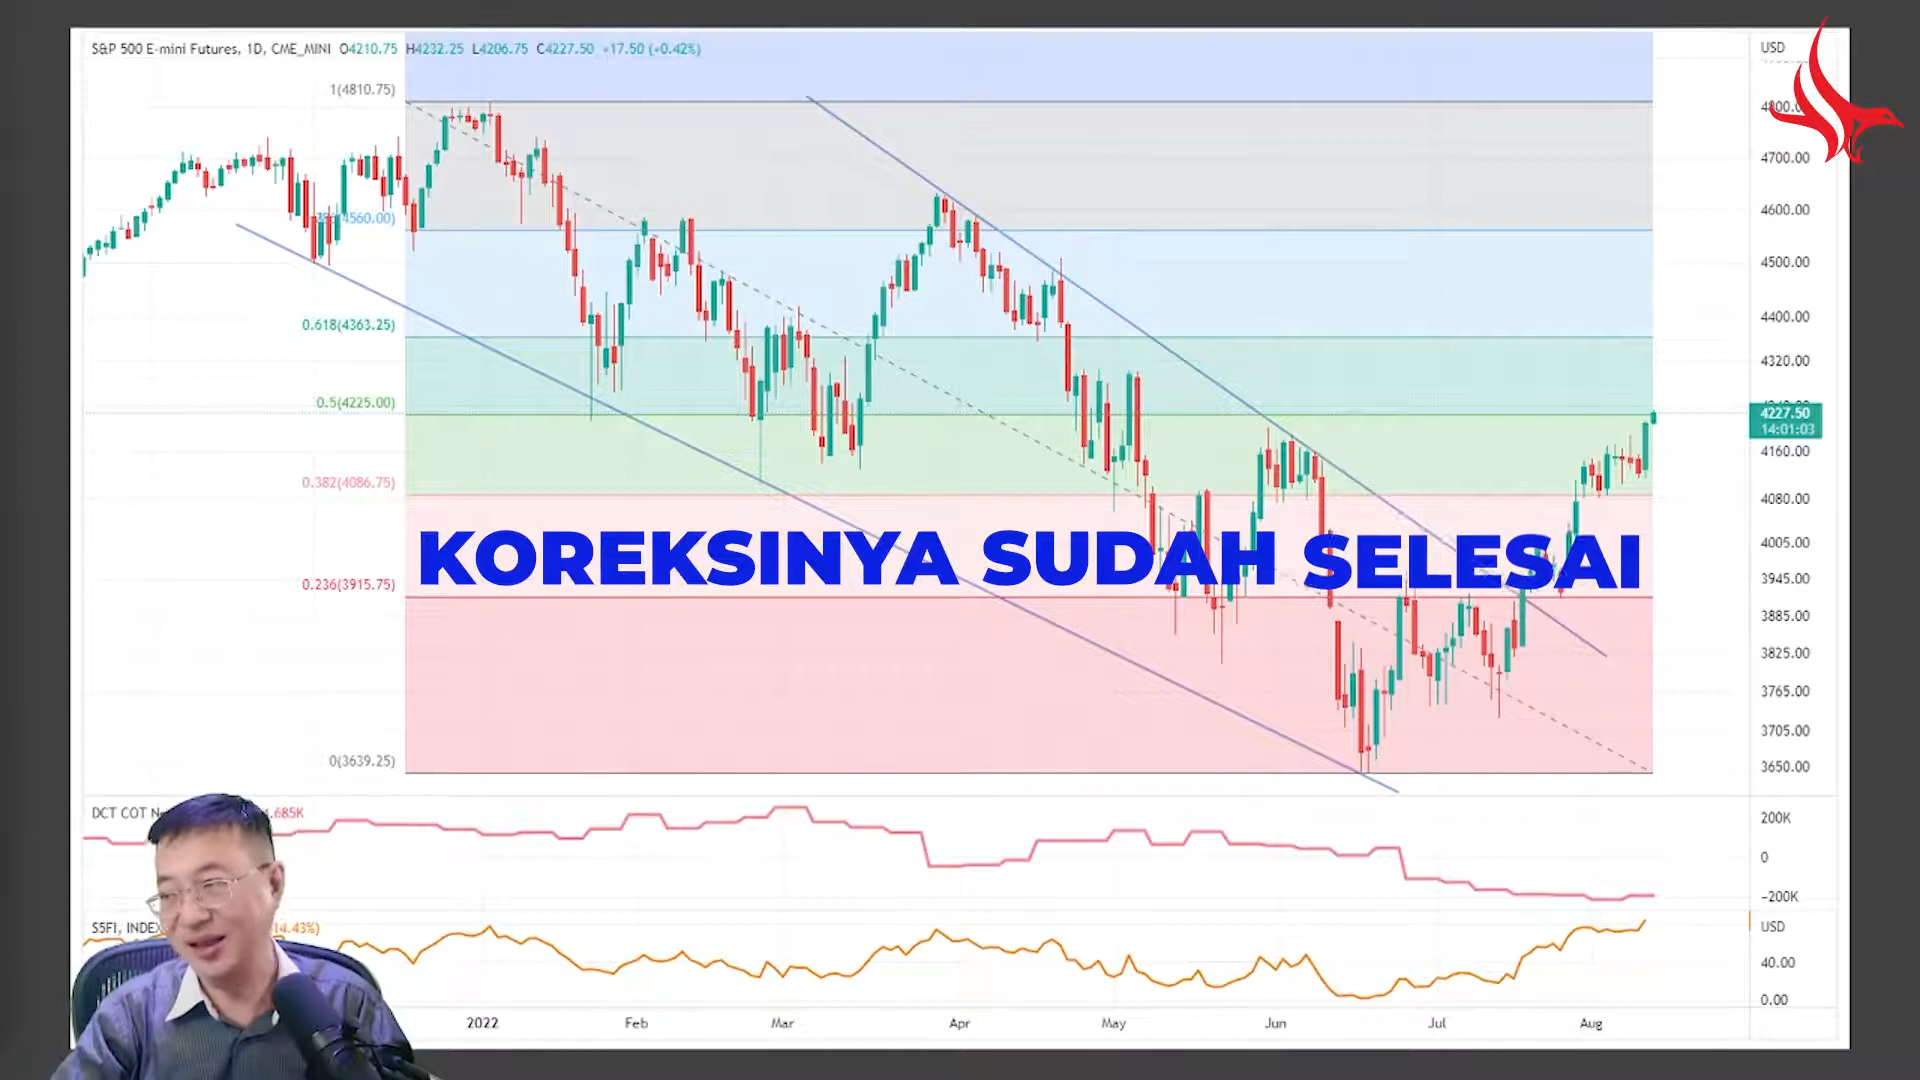 S&P 500 E-mini Futures, 1D, CME_MINI O4210.75 H4232.25 L4206.75 C4227.50 +17.50 (+0.42%)
USD
1(4810.75)
4700.00
4600.00
4560.00)
4500.00
0.618(4363.25)
4400.00
4320.00
0.5(4225.00)
4227.50
14:01:03
4160.00
0.382(4086.75)
4080.00
KOREKSINYA SUDAH SELESAI
4005.00
0.236(3915.75)
3945.00
3885.00
3825.00
3765.00
3705.00
0(3639.25)
3650.00
DCT COT
.685K
200K
0
-200K
S5FI, INDEX
4.43%)
USD
40.00
0.00
2022 Feb Mar Apr May Jun Jul Aug